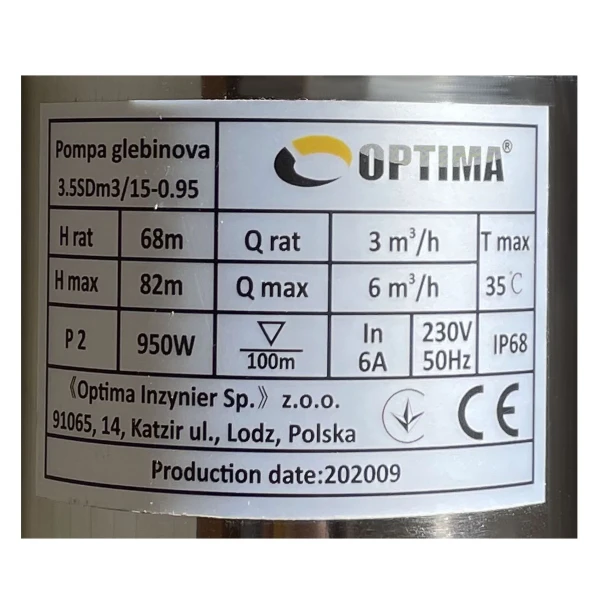 Pompa glebinova
3.5SDm3/15-0.95
OPTIMA®
H rat 68m Q rat 3 m³/h T max
H max 82m Q max 6 m³/h 35℃
P 2 950W 100m In 6A 230V 50Hz IP68
《Optima Inzynier Sp.》 z.o.o.
91065, 14, Katzir ul., Lodz, Polska
CE
Production date:202009